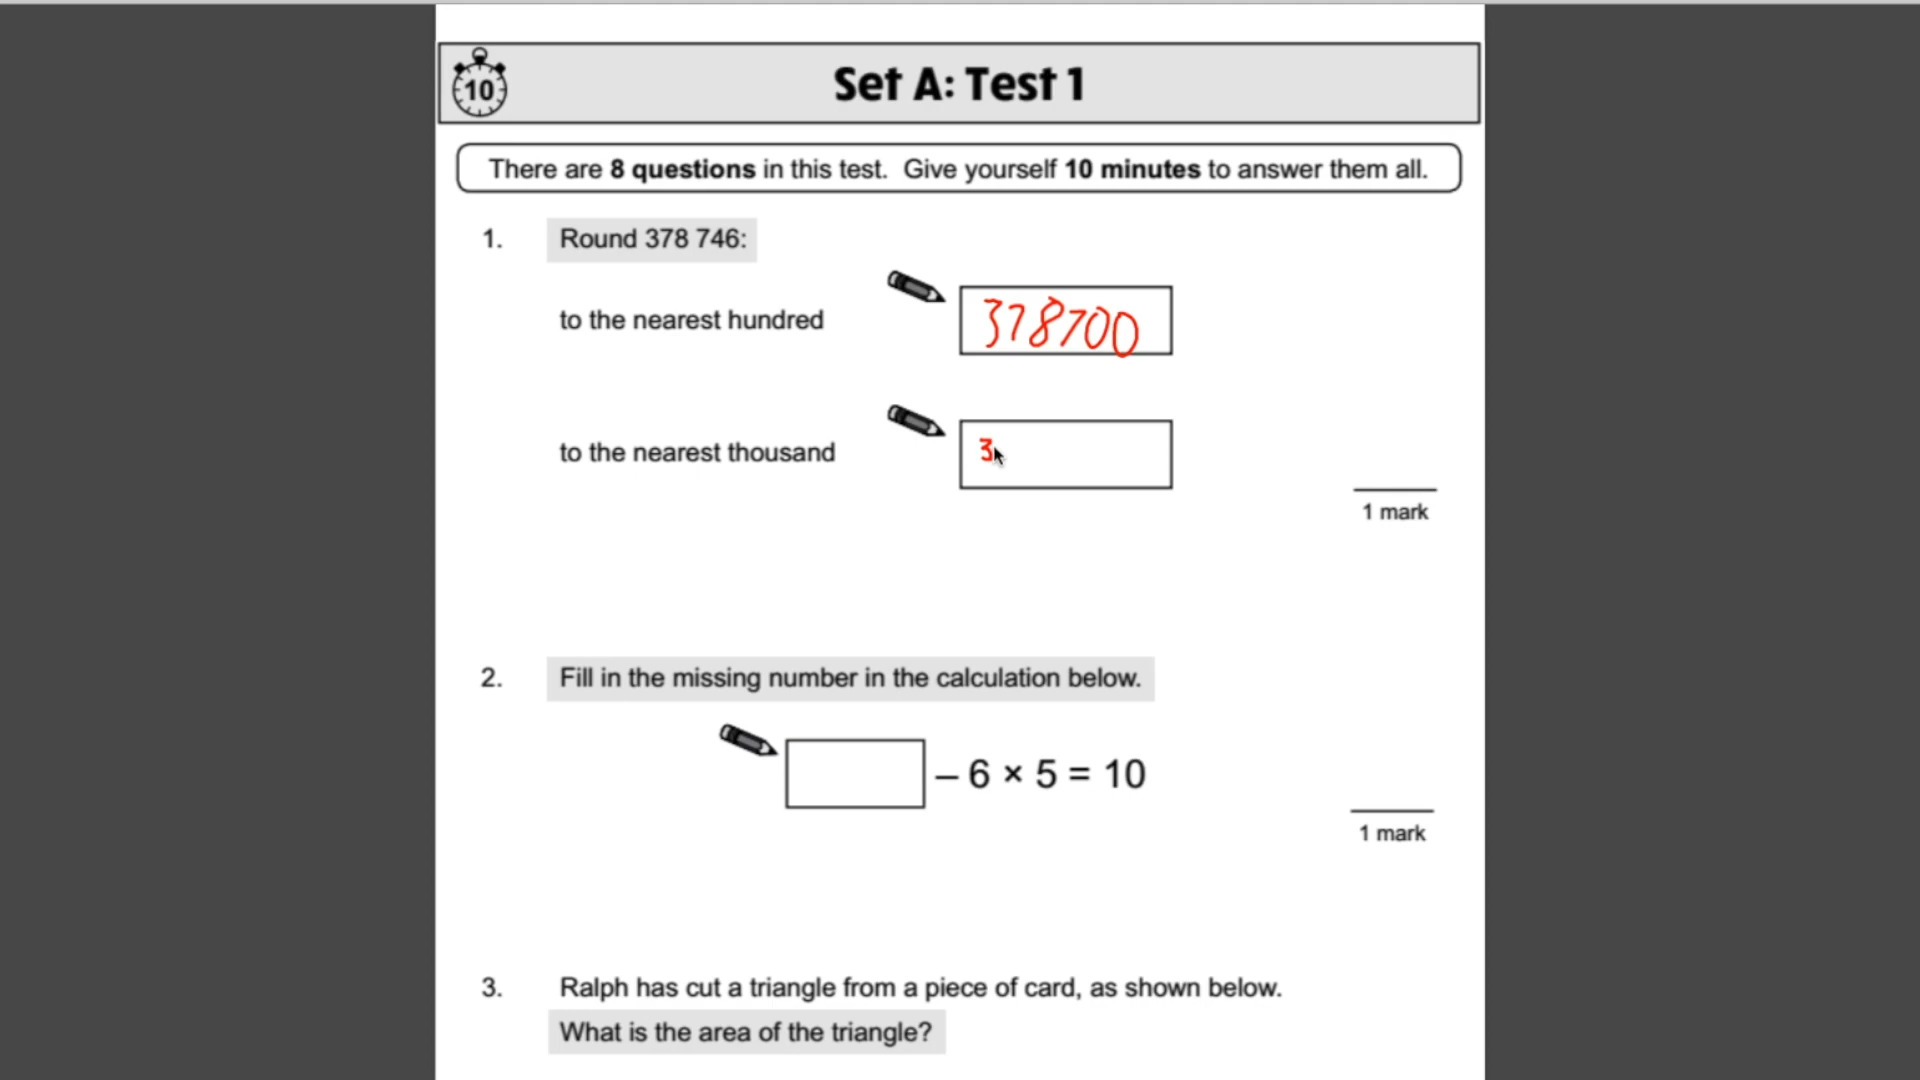 10
Set A: Test 1
There are 8 questions in this test. Give yourself 10 minutes to answer them all.
1. Round 378 746:
to the nearest hundred 378700
to the nearest thousand 3
1 mark
2. Fill in the missing number in the calculation below.
– 6 × 5 = 10
1 mark
3. Ralph has cut a triangle from a piece of card, as shown below.
What is the area of the triangle?